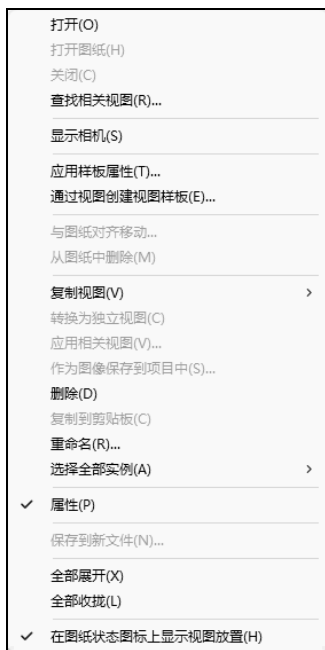 打开(O)
打开图纸(H)
关闭(C)
查找相关视图(R)...
显示相机(S)
应用样板属性(T)...
通过视图创建视图样板(E)...
与图纸对齐移动...
从图纸中删除(M)
复制视图(V)
转换为独立视图(C)
应用相关视图(V)...
作为图像保存到项目中(S)...
删除(D)
复制到剪贴板(C)
重命名(R)...
选择全部实例(A)
属性(P)
保存到新文件(N)...
全部展开(X)
全部收拢(L)
在图纸状态图标上显示视图放置(H)